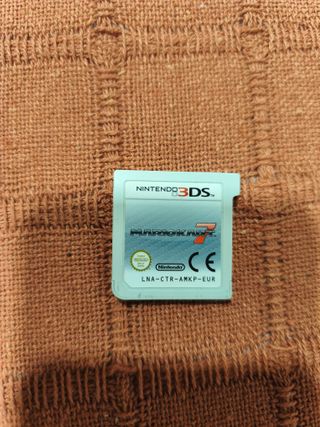 NINTENDO 3DS
MARIOKART 7
Nintendo CE
LNA-CTR-AMKP-EUR